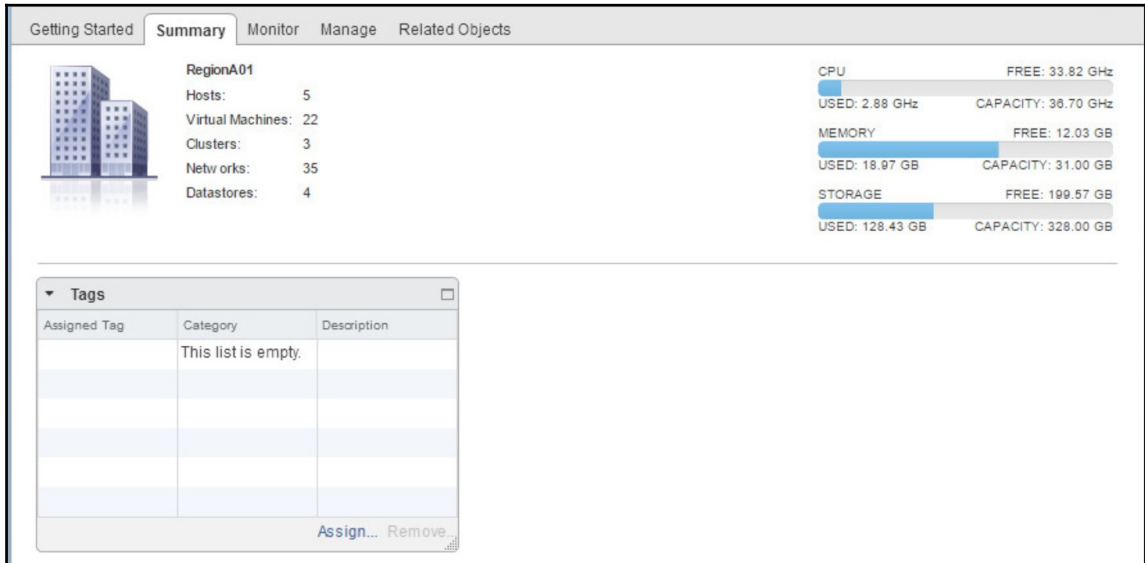 Getting Started Summary Monitor Manage Related Objects
RegionA01
Hosts: 5
Virtual Machines: 22
Clusters: 3
Networks: 35
Datastores: 4
CPU FREE: 33.82 GHz
USED: 2.88 GHz CAPACITY: 36.70 GHz
MEMORY FREE: 12.03 GB
USED: 18.97 GB CAPACITY: 31.00 GB
STORAGE FREE: 199.57 GB
USED: 128.43 GB CAPACITY: 328.00 GB
Tags
Assigned Tag Category Description
This list is empty.
Assign... Remove...